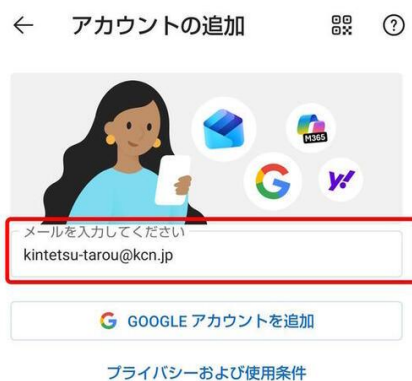 アカウントの追加
M365
G
Y!
メールを入力してください
kintetsu-tarou@kcn.jp
G GOOGLE アカウントを追加
プライバシーおよび使用条件